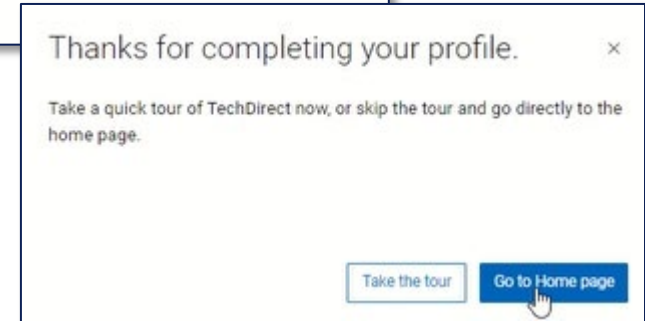 Thanks for completing your profile.
Take a quick tour of TechDirect now, or skip the tour and go directly to the
home page.
Take the tour
Go to Home page